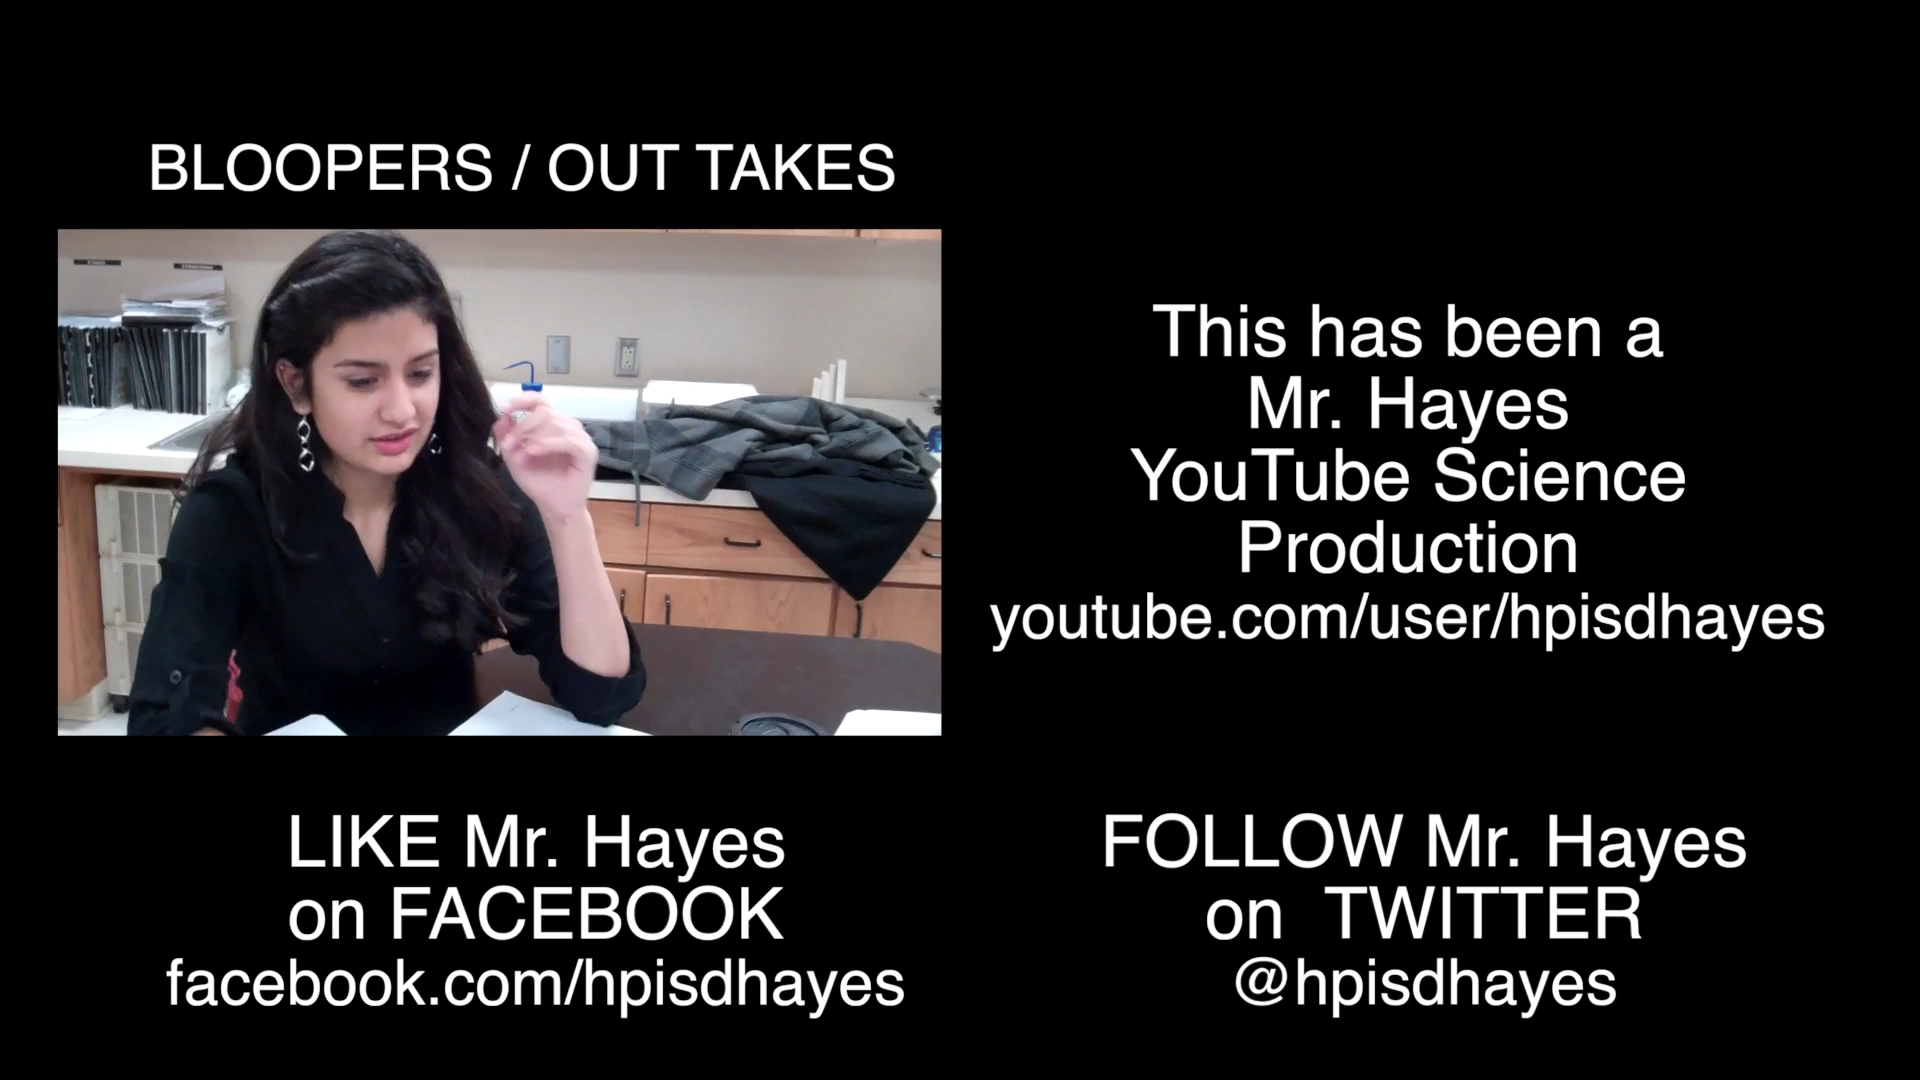 BLOOPERS / OUT TAKES
This has been a
Mr. Hayes
YouTube Science
Production
youtube.com/user/hpisdhayes
LIKE Mr. Hayes
on FACEBOOK
facebook.com/hpisdhayes
FOLLOW Mr. Hayes
on TWITTER
@hpisdhayes